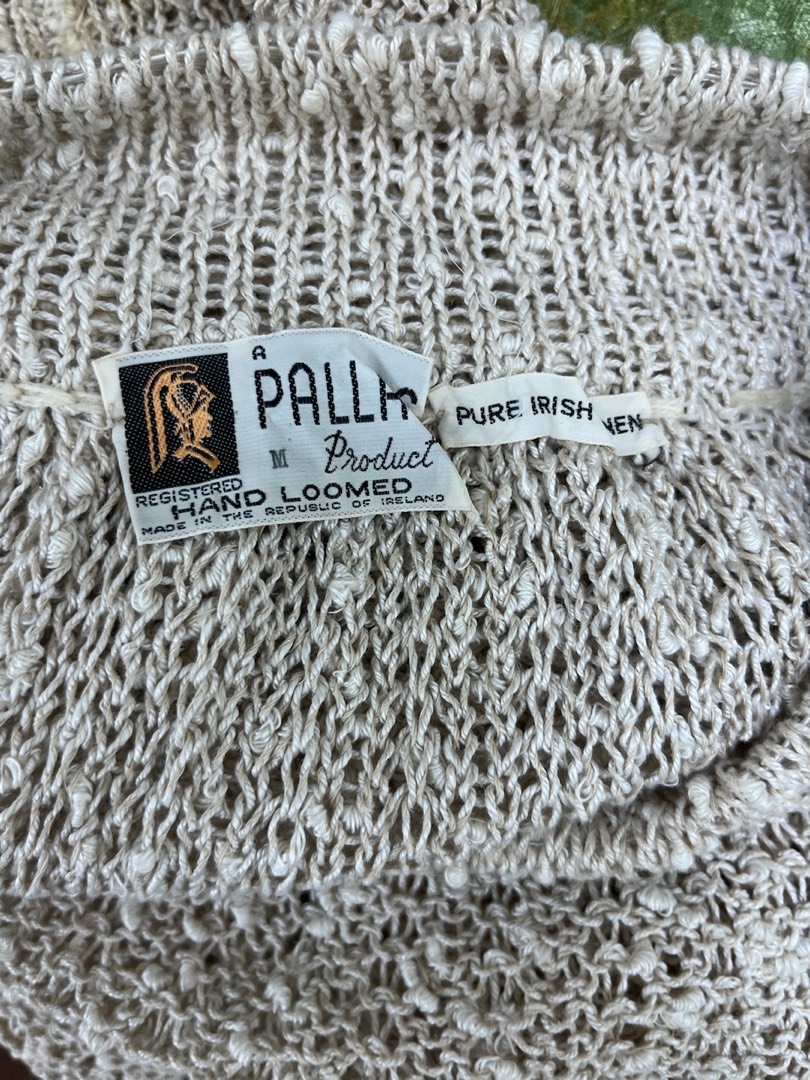 A
PALLA
M Product
REGISTERED
HAND LOOMED
MADE IN THE REPUBLIC OF IRELAND
PURE IRISH NEN